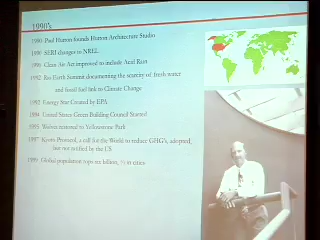 1990's
1990 Paul Hutton founds Hutton Architecture Studio
1990 SERI changes to NREL
1990 Clean Air Act improved to include Acid Rain
1992 Rio Earth Summit documenting the scarcity of fresh water
and fossil fuel link to Climate Change
1992 Energy Star Created by EPA
1994 United States Green Building Council Started
1995 Wolves restored to Yellowstone Park
1997 Kyoto Protocol, a call for the World to reduce GHG's, adopted,
but not ratified by the US
1999 Global population tops six billion, ½ in cities